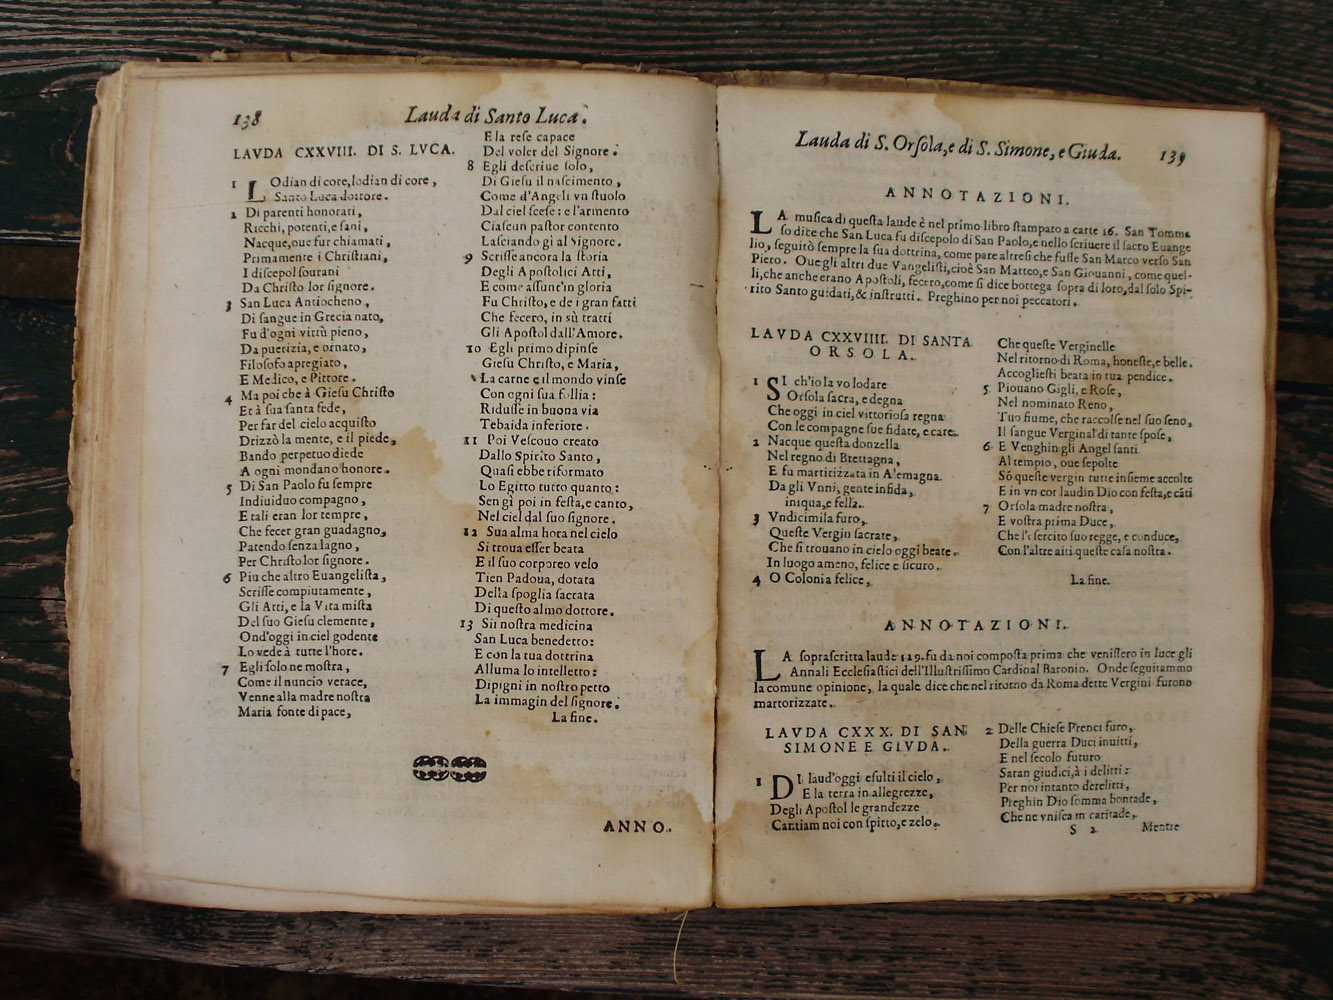 138
Lauda di Santo Luca.
LAVDA CXXVIII. DI S. LVCA.
1 LOdian di core, lodian di core,
Santo Luca dottore.
2 Di parenti honorati,
Ricchi, potenti, e sani,
Nacque, oue fur chiamati,
Primamente i Christiani,
I discepol sourani
Da Christo lor signore.
3 San Luca Antiocheno,
Di sangue in Grecia nato,
Fu d'ogni virtù pieno,
Da puerizia, e ornato,
Filosofo apregiato,
E Medico, e Pittore.
4 Ma poi che à Giesu Christo
Et à sua santa fede,
Per far del cielo acquisto
Drizzò la mente, e il piede,
Bando perpetuo diede
A ogni mondano honore.
5 Di San Paolo fu sempre
Indiuiduo compagno,
E tali eran lor tempre,
Che fecer gran guadagno,
Patendo senza lagno,
Per Christo lor signore.
6 Piu che altro Euangelista,
Scrisse compiutamente,
Gli Atti, e la Vita mista
Del suo Giesu clemente,
Ond'oggi in ciel godente
Lo vede à tutte l'hore.
7 Egli solo ne mostra,
Come il nuncio verace,
Venne alla madre nostra
Maria fonte di pace,
E la rese capace
Del voler del Signore.
8 Egli descriue solo,
Di Giesu il nascimento,
Come d'Angeli vn stuolo
Dal ciel scese: e l'armento
Ciascun pastor contento
Lasciando gì al Signore.
9 Scrisse ancora la storia
Degli Apostolici Atti,
E come assunt'in gloria
Fu Christo, e de i gran fatti
Che fecero, in sù tratti
Gli Apostol dall'Amore.
10 Egli primo dipinse
Giesu Christo, e Maria,
La carne e il mondo vinse
Con ogni sua follia:
Ridusse in buona via
Tebaida inferiore.
11 Poi Vescouo creato
Dallo Spirito Santo,
Quasi ebbe riformato
Lo Egitto tutto quanto:
Sen gì poi in festa, e canto,
Nel ciel dal suo signore.
12 Sua alma hora nel cielo
Si troua esser beata
E il suo corporeo velo
Tien Padoua, dotata
Della spoglia sacrata
Di questo almo dottore.
13 Sii nostra medicina
San Luca benedetto:
E con la tua dottrina
Alluma lo intelletto:
Dipigni in nostro petto
La immagin del signore.
La fine.
ANNO.
Lauda di S. Orsola, e di S. Simone, e Giuda.
139
ANNOTAZIONI.
LA musica di questa laude è nel primo libro stampato a carte 16. San Tomma
so dice che San Luca fu discepolo di San Paolo, e nello scriuere il sacro Euange
lio, seguitò sempre la sua dottrina, come pare altresi che fusse San Marco verso San
Piero. Oue gli altri due Vangelisti, cioè San Matteo, e San Giouanni, come quel-
li, che anche erano Apostoli, fecero, come si dice bottega sopra di loro, dal solo Spi-
rito Santo guidati, & instrutti. Preghino per noi peccatori.
LAVDA CXXVIIII. DI SANTA
ORSOLA.
1 SI ch'io la vo lodare
Orsola sacra, e degna
Che oggi in ciel vittoriosa regna
Con le compagne sue fidate, e care.
2 Nacque questa donzella
Nel regno di Brettagna,
E fu martirizzata in Alemagna
Da gli Vnni, gente infida,
iniqua, e fella.
3 Vndicimila furo,
Queste Vergin sacrate,
Che si trouano in cielo oggi beate.
In luogo ameno, felice e sicuro.
4 O Colonia felice,
Che queste Verginelle
Nel ritorno di Roma, honeste, e belle.
Accogliesti beata in tua pendice.
5 Piouano Gigli, e Rose,
Nel nominato Reno,
Tuo fiume, che raccolse nel suo seno,
Il sangue Verginal di tante spose,
6 E Venghin gli Angel santi
Al tempio, oue sepolte
Sò queste vergin tutte insieme accolte
E in vn cor laudin Dio con festa, e cãti
7 Orsola madre nostra,
E vostra prima Duce,
Che l'esercito suo regge, e conduce,
Con l'altre aiti queste casa nostra.
La fine.
ANNOTAZIONI.
LA soprascritta laude 129. fu da noi composta prima che venissero in luce gli
Annali Ecclesiastici dell'Illustrissimo Cardinal Baronio. Onde seguitammo
la comune opinione, la quale dice che nel ritorno da Roma dette Vergini furono
martorizzate.
LAVDA CXXX. DI SAN
SIMONE E GIVDA.
1 DI laud'oggi esulti il cielo,
E la terra in allegrezze,
Degli Apostol le grandezze
Cantiam noi con spirto, e zelo.
2 Delle Chiese Prenci furo,
Della guerra Duci inuitti,
E nel secolo futuro
Saran giudici, à i delitti:
Per noi intanto derelitti,
Preghin Dio somma bontade,
Che ne vnisca in caritade,
S 2
Mentre